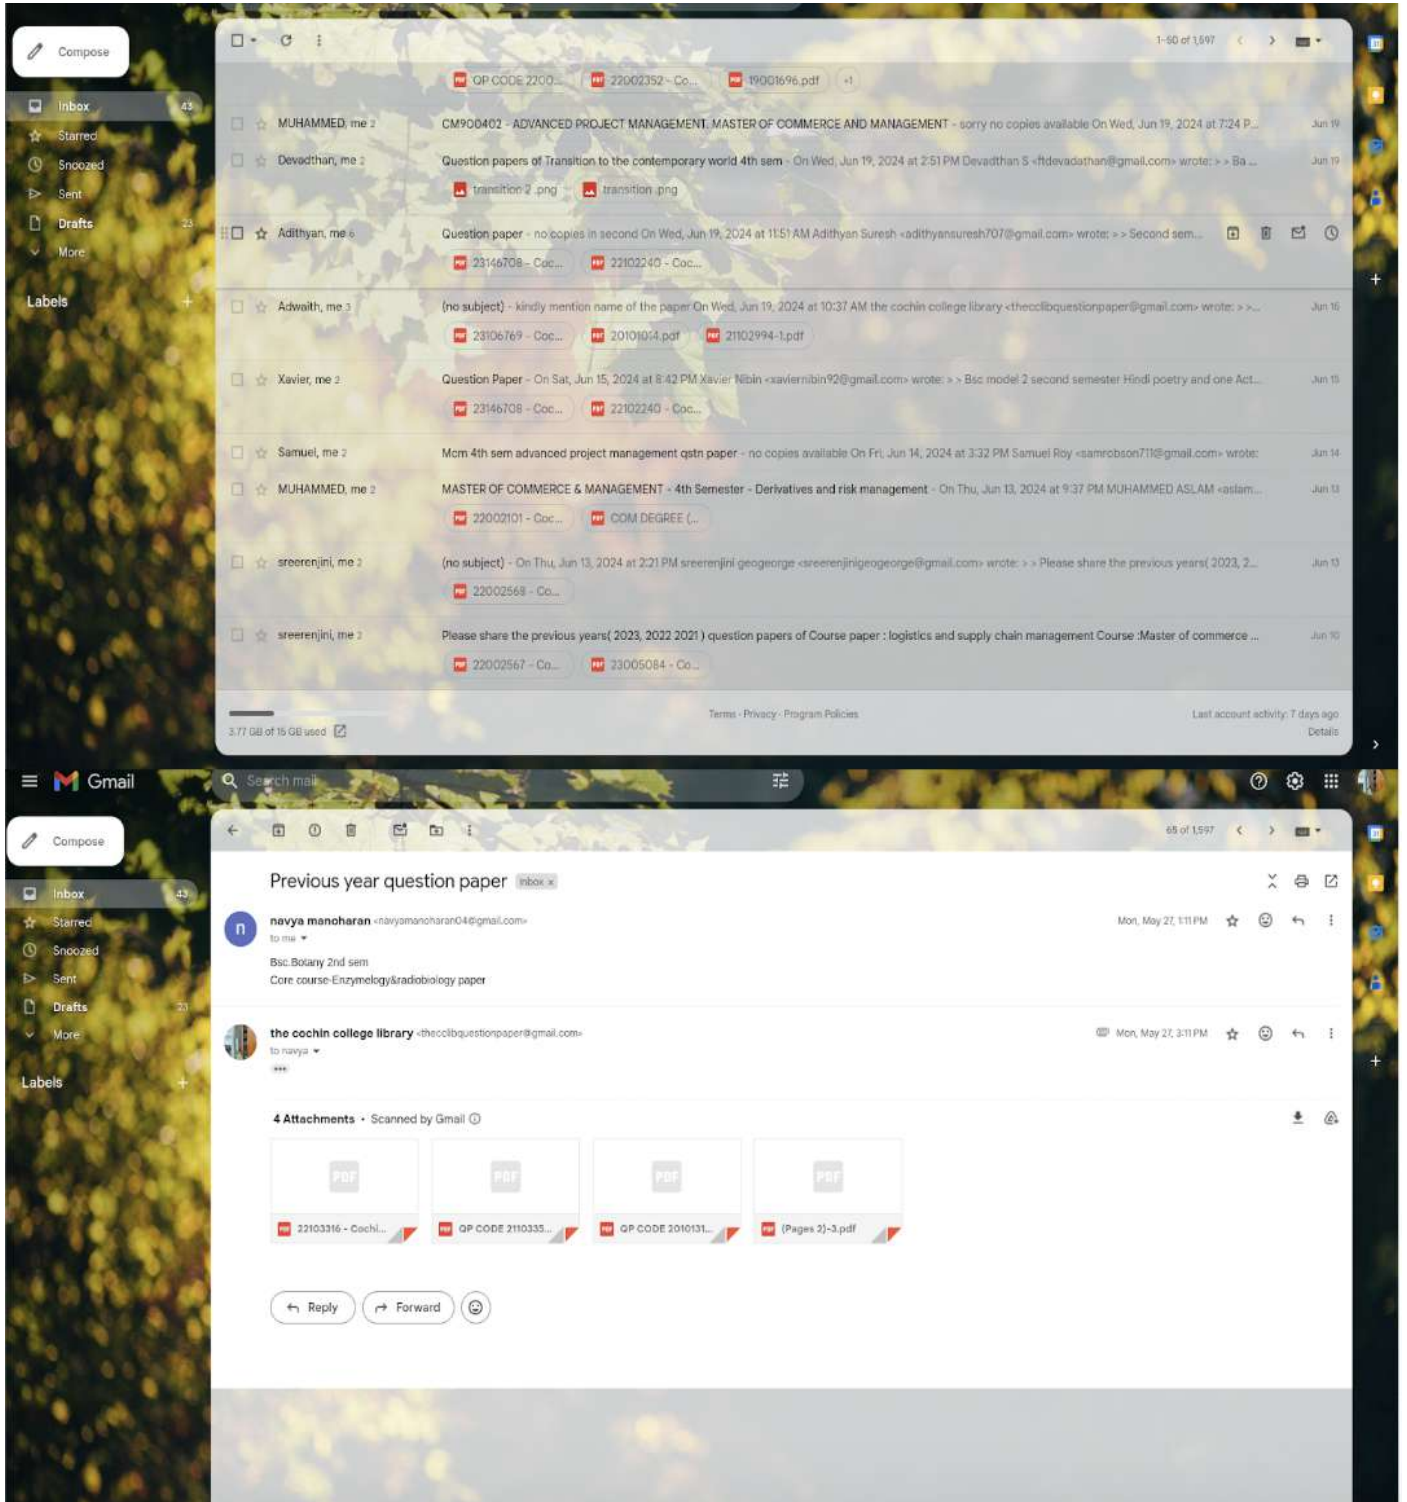 Compose
1-50 of 1,597
QP CODE 2200... 22002352 - Co... 19001696.pdf +1
Inbox 43
MUHAMMED, me 2 CM900402 - ADVANCED PROJECT MANAGEMENT. MASTER OF COMMERCE AND MANAGEMENT - sorry no copies available On Wed, Jun 19, 2024 at 7:24 P... Jun 19
Starred
Devadthan, me 2 Question papers of Transition to the contemporary world 4th sem - On Wed, Jun 19, 2024 at 2:51 PM Devadthan S <ftdevadathan@gmail.com> wrote: > > Ba ... Jun 19
Snoozed
transition 2 .png transition .png
Sent
Drafts 23
Adithyan, me 6 Question paper - no copies in second On Wed, Jun 19, 2024 at 11:51 AM Adithyan Suresh <adithyansuresh707@gmail.com> wrote: > > Second sem...
More
23146708 - Coc... 22102240 - Coc...
Labels +
Adwaith, me 3 (no subject) - kindly mention name of the paper On Wed, Jun 19, 2024 at 10:37 AM the cochin college library <thecclibquestionpaper@gmail.com> wrote: > >... Jun 16
23106769 - Coc... 20101014.pdf 21102994-1.pdf
Xavier, me 2 Question Paper - On Sat, Jun 15, 2024 at 8:42 PM Xavier Nibin <xaviernibin92@gmail.com> wrote: > > Bsc model 2 second semester Hindi poetry and one Act... Jun 15
23146708 - Coc... 22102240 - Coc...
Samuel, me 2 Mcm 4th sem advanced project management qstn paper - no copies available On Fri, Jun 14, 2024 at 3:32 PM Samuel Roy <samrobson711@gmail.com> wrote: Jun 14
MUHAMMED, me 2 MASTER OF COMMERCE & MANAGEMENT - 4th Semester - Derivatives and risk management - On Thu, Jun 13, 2024 at 9:37 PM MUHAMMED ASLAM <aslam... Jun 13
22002101 - Coc... COM DEGREE (...
sreerenjini, me 2 (no subject) - On Thu, Jun 13, 2024 at 2:21 PM sreerenjini geogeorge <sreerenjinigeogeorge@gmail.com> wrote: > > Please share the previous years( 2023, 2... Jun 13
22002568 - Co...
sreerenjini, me 2 Please share the previous years( 2023, 2022 2021 ) question papers of Course paper : logistics and supply chain management Course :Master of commerce ... Jun 10
22002567 - Co... 23005084 - Co...
Terms · Privacy · Program Policies
Last account activity: 7 days ago
3.77 GB of 15 GB used
Details
Gmail
Search mail
Compose
65 of 1,597
Previous year question paper Inbox x
Inbox 43
navya manoharan <navyamanoharan04@gmail.com> Mon, May 27, 1:11 PM
Starred
to me
Snoozed
Bsc.Botany 2nd sem
Sent
Core course-Enzymelogy&radiobiology paper
Drafts 23
More
the cochin college library <thecclibquestionpaper@gmail.com> Mon, May 27, 3:11 PM
to navya
Labels +
4 Attachments • Scanned by Gmail
PDF PDF PDF PDF
22103316 - Cochi... QP CODE 2110335... QP CODE 2010131... (Pages 2)-3.pdf
Reply Forward